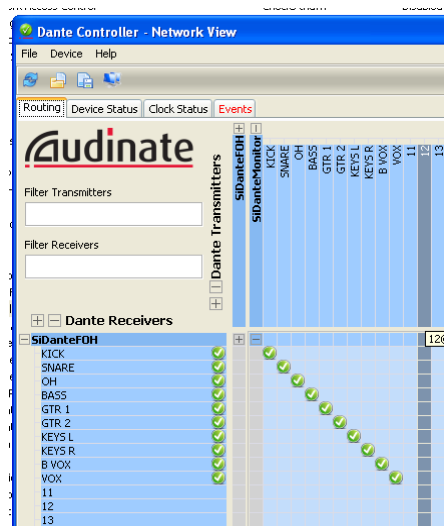 Dante Controller - Network View
File Device Help
Routing Device Status Clock Status Events
Audinate
Filter Transmitters
Filter Receivers
Dante Transmitters
SiDanteFOH
SiDanteMonitor
KICK
SNARE
OH
BASS
GTR 1
GTR 2
KEYS L
KEYS R
B VOX
VOX
11
12
13
Dante Receivers
SiDanteFOH
KICK
SNARE
OH
BASS
GTR 1
GTR 2
KEYS L
KEYS R
B VOX
VOX
11
12
13